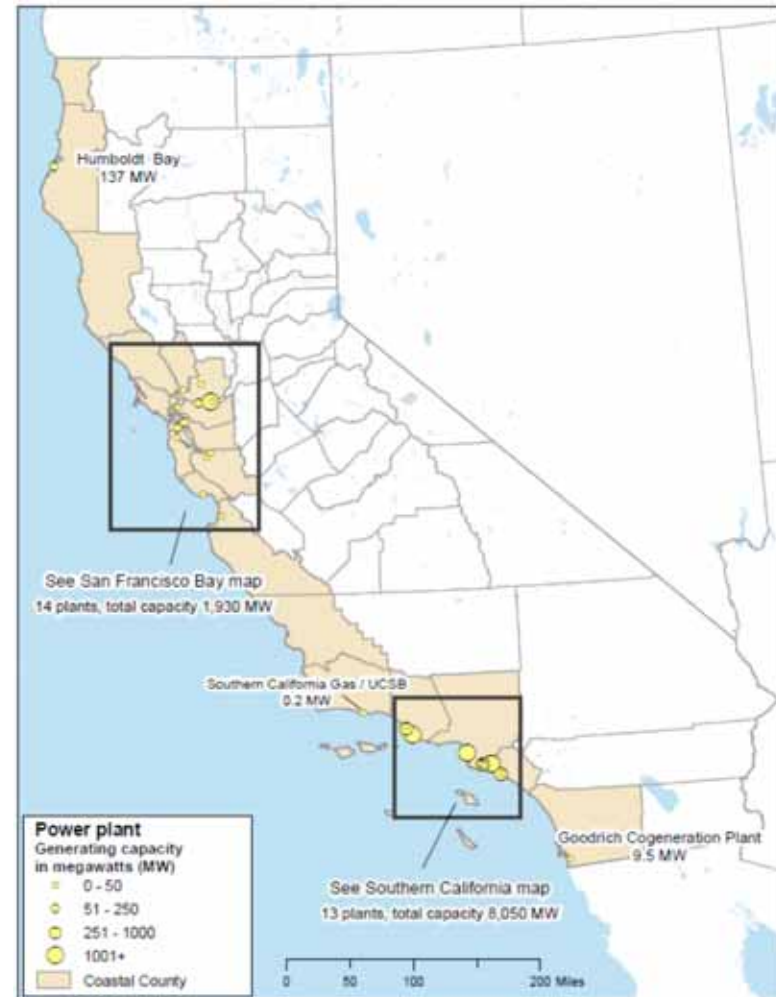 Humboldt Bay
137 MW
See San Francisco Bay map
14 plants, total capacity 1,930 MW
Southern California Gas / UCSB
0.2 MW
Goodrich Cogeneration Plant
9.5 MW
See Southern California map
13 plants, total capacity 8,050 MW
Power plant
Generating capacity
in megawatts (MW)
0 - 50
51 - 250
251 - 1000
1001+
Coastal County
0 50 100 200 Miles